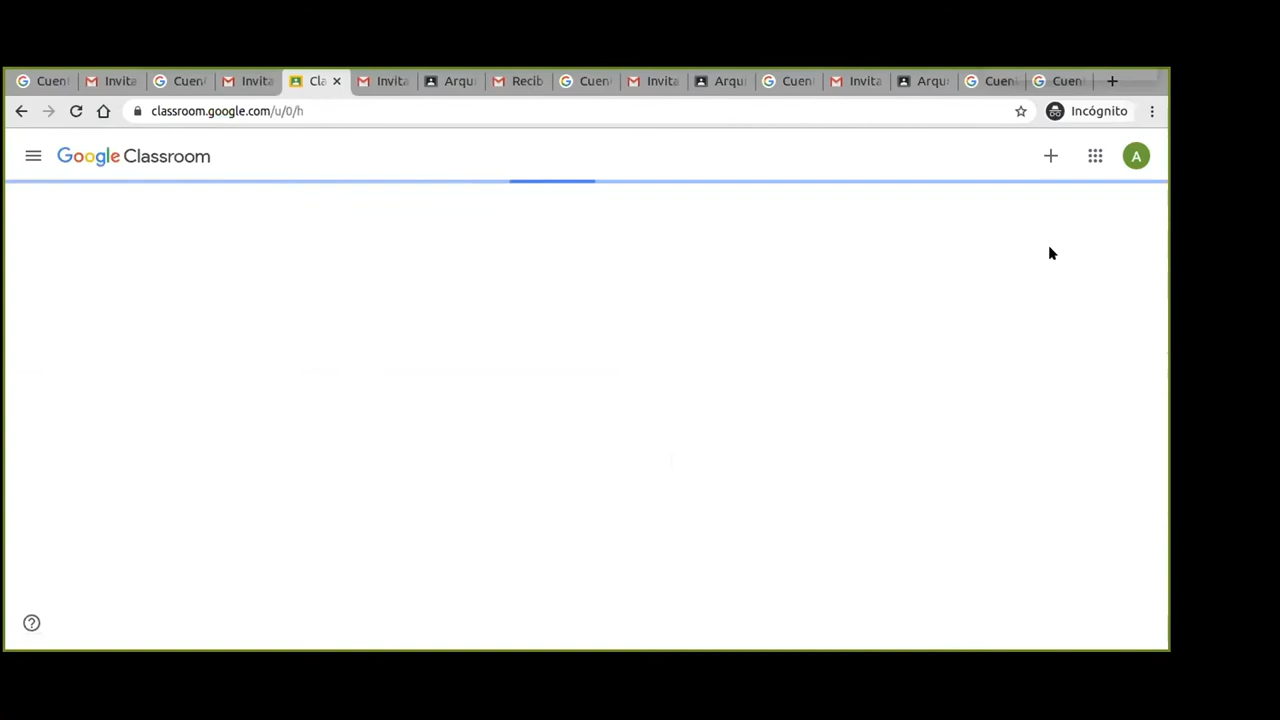 Cuen Invita Cuen Invita Cla Invita Arqu Recib Cuen Invita Arqu Cuen Invita Arqu Cuen Cuen
classroom.google.com/u/0/h Incógnito
Google Classroom A